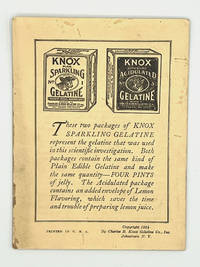 KNOX
SPARKLING
GELATINE
KNOX
ACIDULATED
GELATINE
These two packages of KNOX
SPARKLING GELATINE
represent the gelatine that was used
in this scientific investigation. Both
packages contain the same kind of
Plain Edible Gelatine and make
the same quantity—FOUR PINTS
of jelly. The Acidulated package
contains an added envelope of Lemon
Flavoring, which saves the time
and trouble of preparing lemon juice.
PRINTED IN U. S. A.
Copyright
By Charles B. Knox Gelatine Co., Inc.
Johnstown, N. Y.